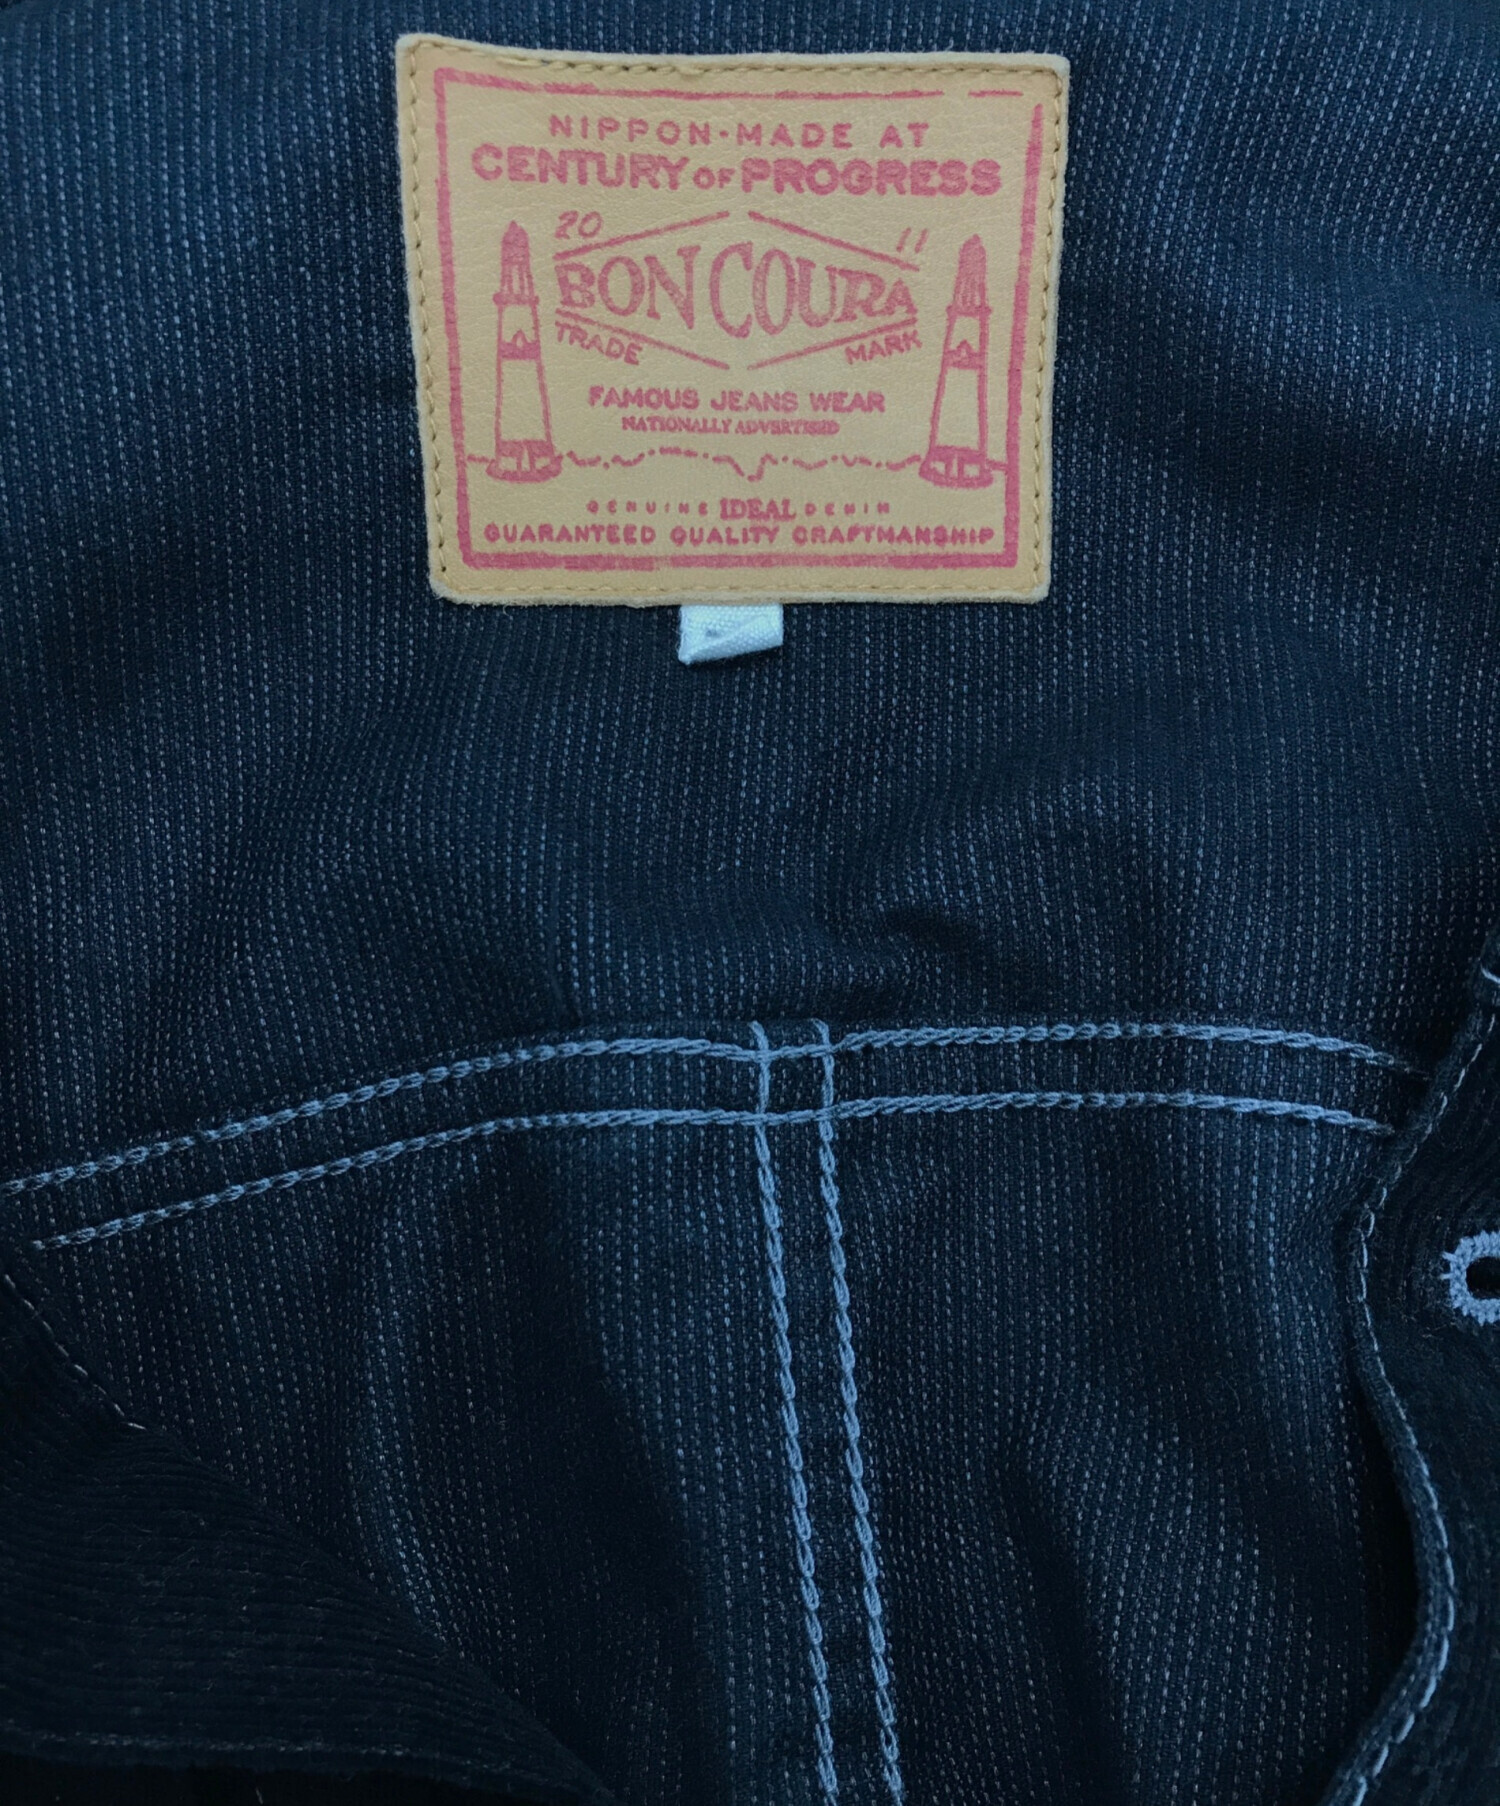 NIPPON·MADE AT
CENTURY OF PROGRESS
20 11
BON COURA
TRADE MARK
FAMOUS JEANS WEAR
NATIONALLY ADVERTISED
GENUINE IDEAL DENIM
GUARANTEED QUALITY CRAFTMANSHIP